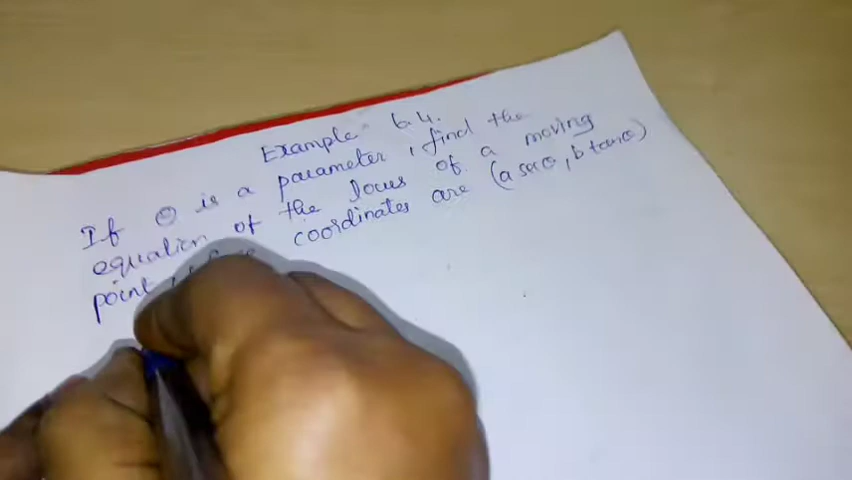 Example 6.4.
If θ is a parameter, find the
equation of the locus of a moving
point coordinates are (a secθ, b tanθ)